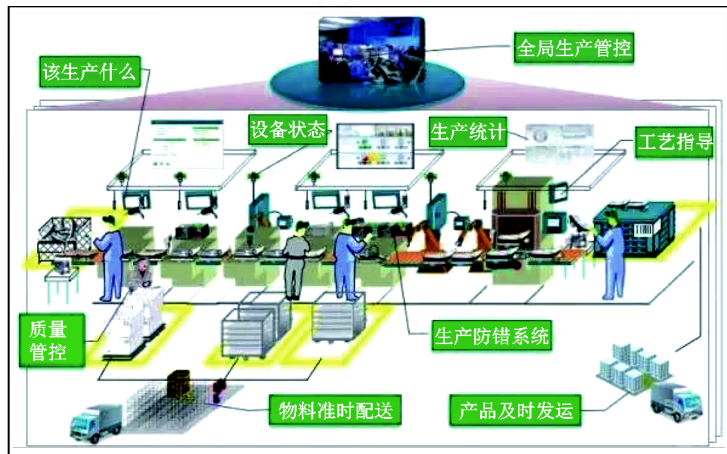 全局生产管控
该生产什么
设备状态
生产统计
工艺指导
质量
管控
生产防错系统
物料准时配送
产品及时发运